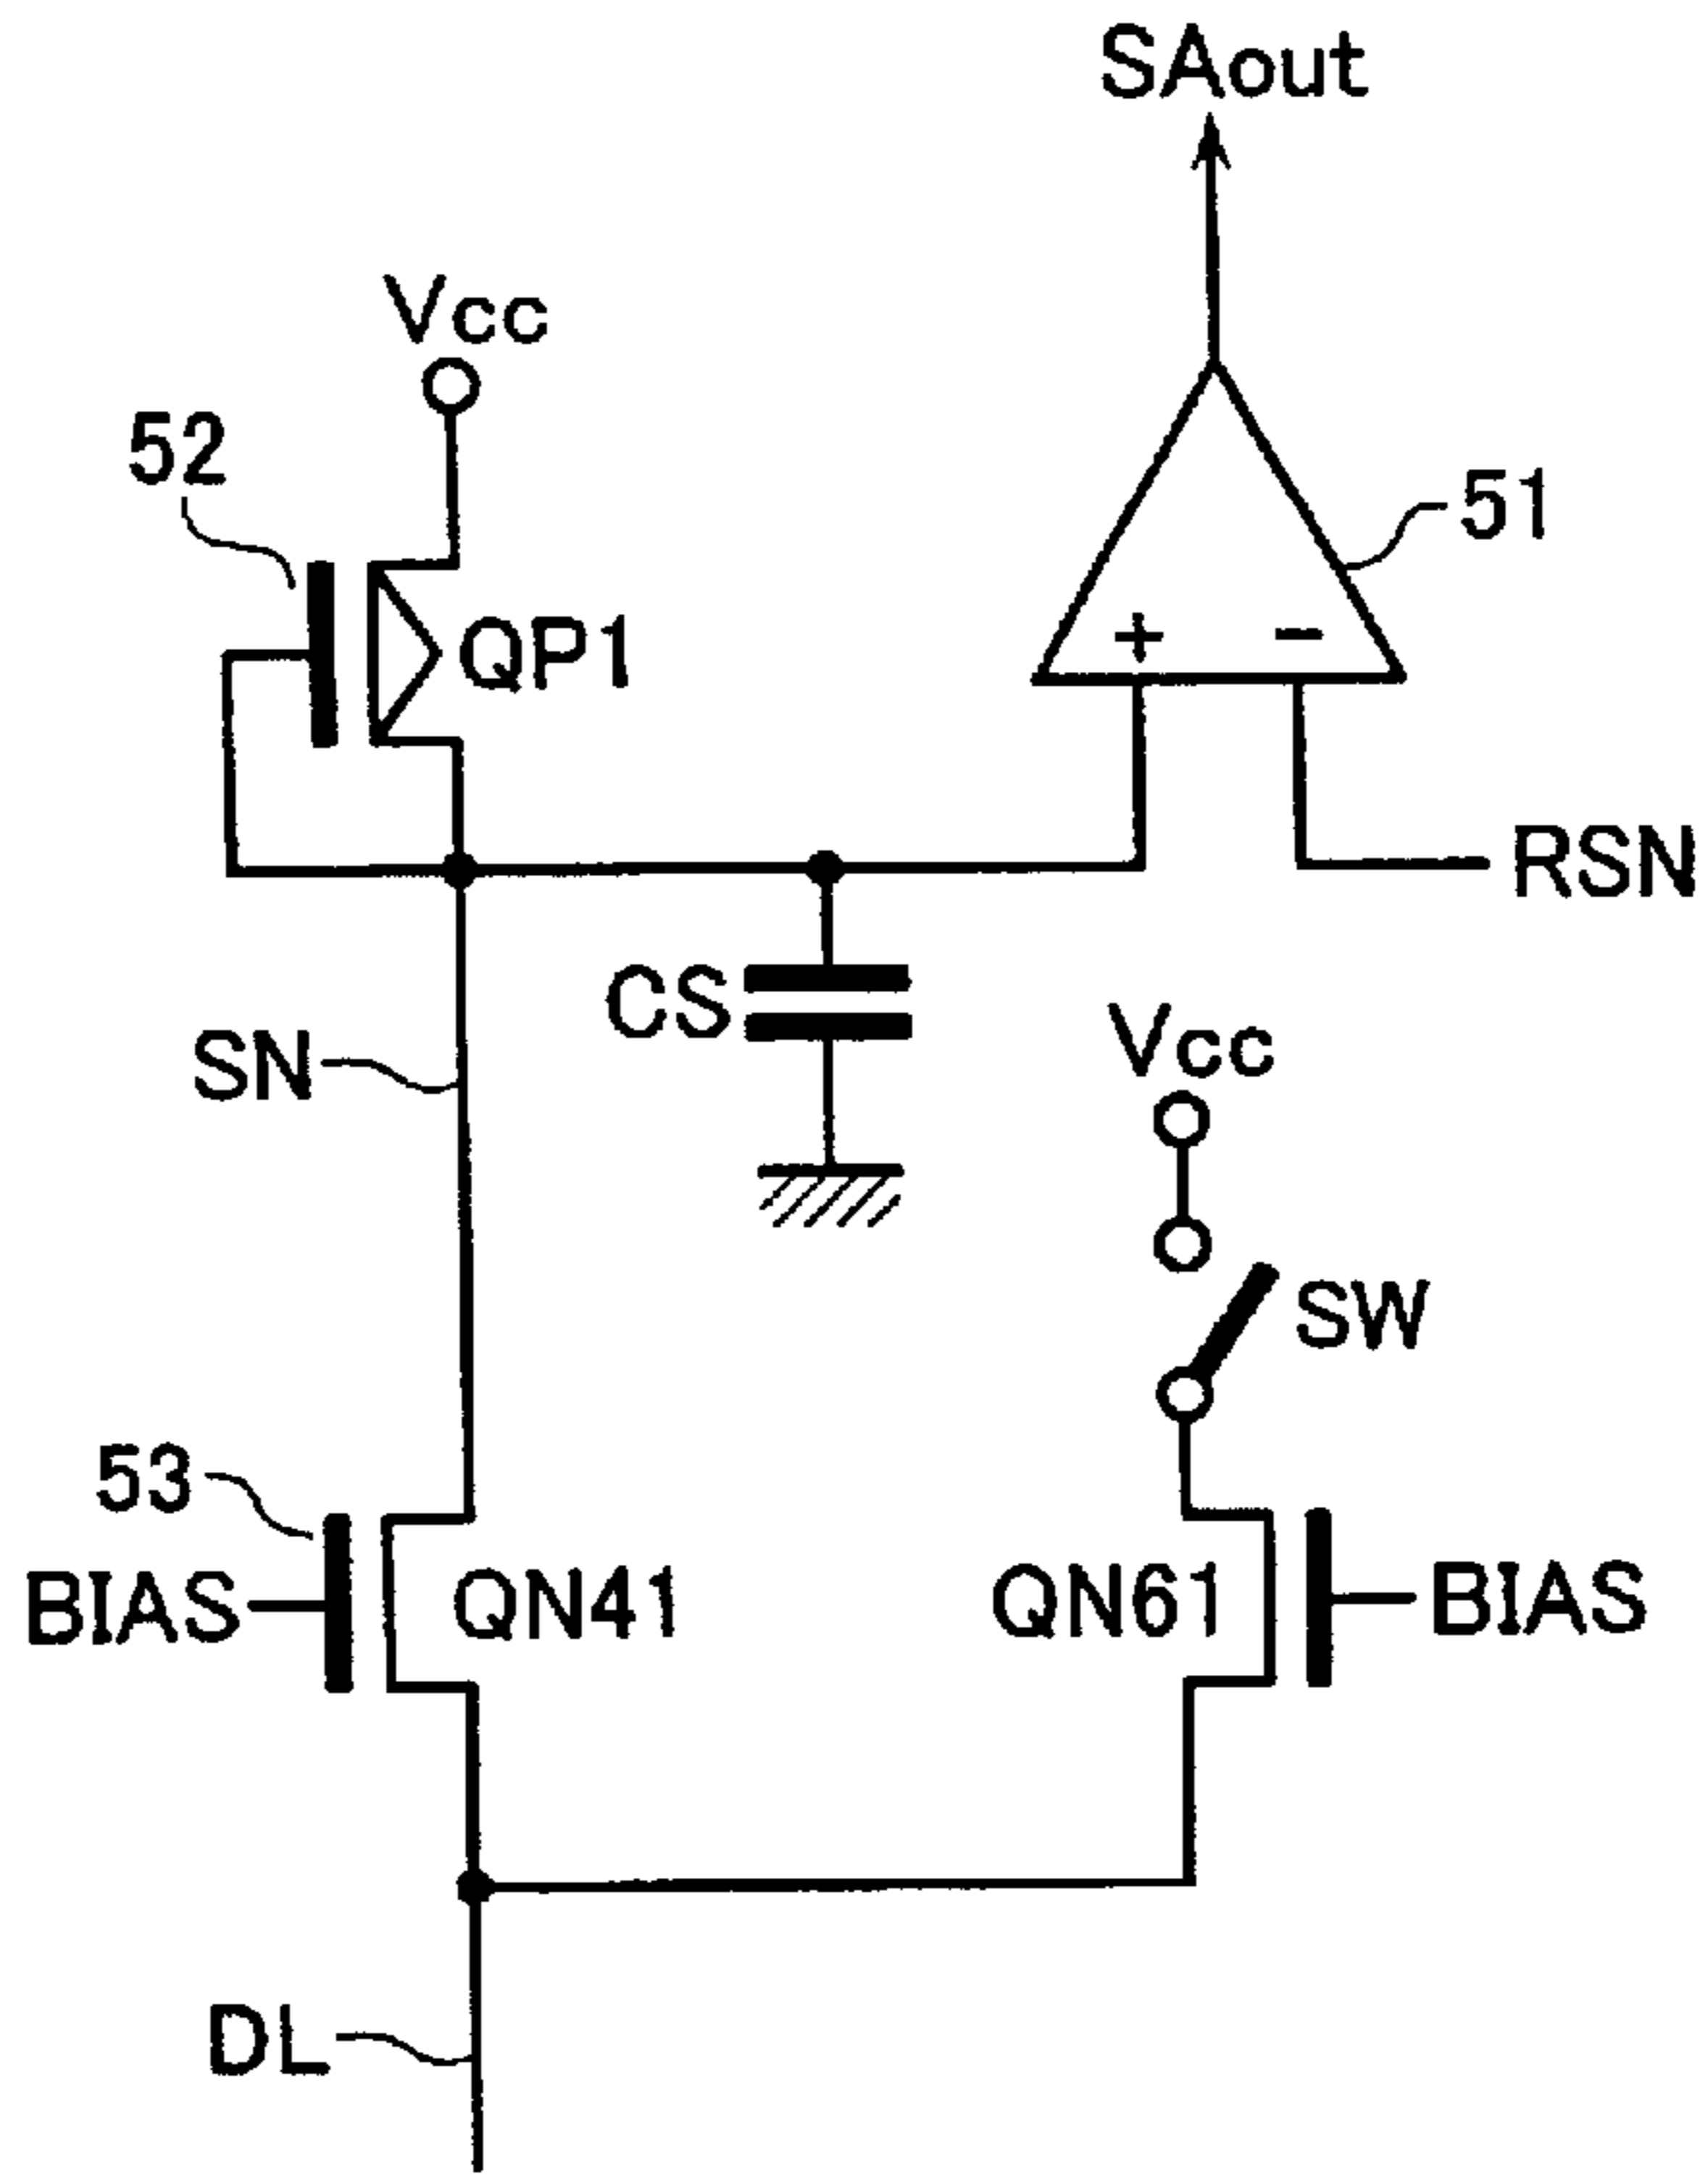 SAout
Vcc
52
51
QP1
+
−
RSN
CS
SN
Vcc
SW
53
BIAS
QN41
QN61
BIAS
DL